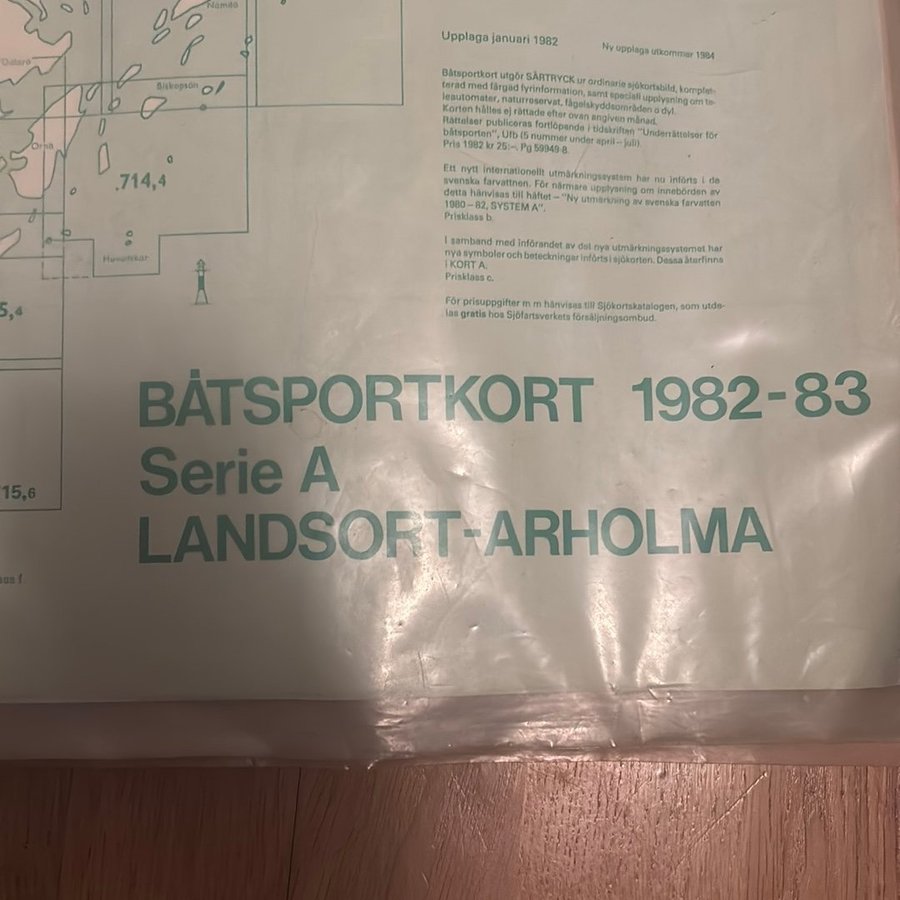 Nämdö
Dalarö
Biskopsön
Ornö
714,4
Huvudskär
5,4
15,6
Upplaga januari 1982
Ny upplaga utkommer 1984
Båtsportkort utgör SÄRTRYCK ur ordinarie sjökortsbild, komplet-
terad med färgad fyrinformation, samt speciell upplysning om te-
leautomater, naturreservat, fågelskyddsområden o dyl.
Korten hålles ej rättade efter ovan angiven månad.
Rättelser publiceras fortlöpande i tidskriften "Underrättelser för
båtsporten", Ufb (5 nummer under april – juli).
Pris 1982 kr 25:–. Pg 59949-8.
Ett nytt internationellt utmärkningssystem har nu införts i de
svenska farvattnen. För närmare upplysning om innebörden av
detta hänvisas till häftet – "Ny utmärkning av svenska farvatten
1980 – 82, SYSTEM A".
Prisklass b.
I samband med införandet av det nya utmärkningssystemet har
nya symboler och beteckningar införts i sjökorten. Dessa återfinns
i KORT A.
Prisklass c.
För prisuppgifter m m hänvisas till Sjökortskatalogen, som utde-
las gratis hos Sjöfartsverkets försäljningsombud.
BÅTSPORTKORT 1982-83
Serie A
LANDSORT-ARHOLMA